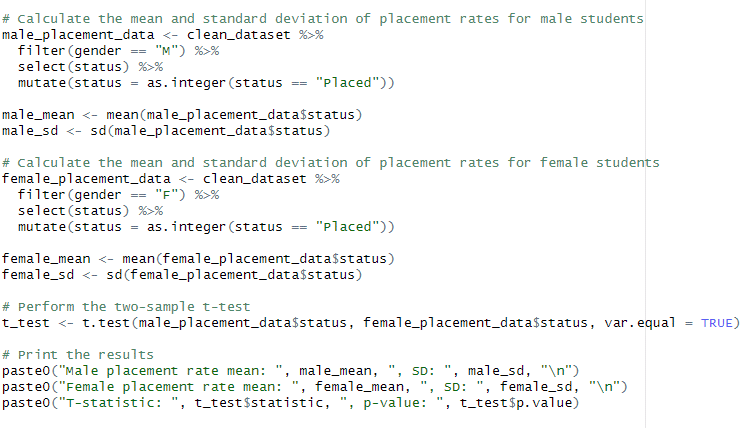 # Calculate the mean and standard deviation of placement rates for male students
male_placement_data <- clean_dataset %>%
  filter(gender == "M") %>%
  select(status) %>%
  mutate(status = as.integer(status == "Placed"))

male_mean <- mean(male_placement_data$status)
male_sd <- sd(male_placement_data$status)

# Calculate the mean and standard deviation of placement rates for female students
female_placement_data <- clean_dataset %>%
  filter(gender == "F") %>%
  select(status) %>%
  mutate(status = as.integer(status == "Placed"))

female_mean <- mean(female_placement_data$status)
female_sd <- sd(female_placement_data$status)

# Perform the two-sample t-test
t_test <- t.test(male_placement_data$status, female_placement_data$status, var.equal = TRUE)

# Print the results
paste0("Male placement rate mean: ", male_mean, ", SD: ", male_sd, "\n")
paste0("Female placement rate mean: ", female_mean, ", SD: ", female_sd, "\n")
paste0("T-statistic: ", t_test$statistic, ", p-value: ", t_test$p.value)